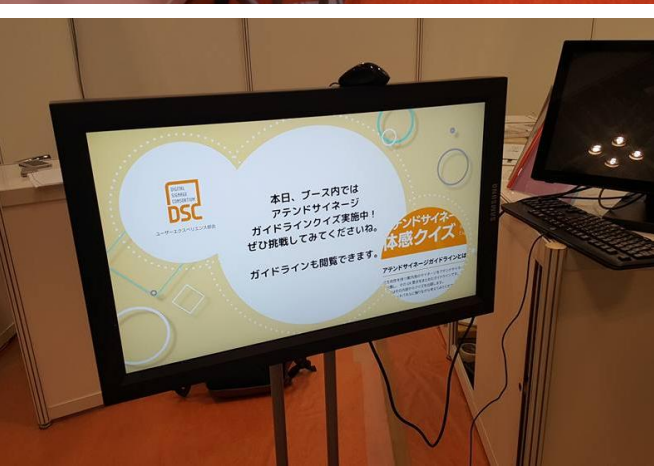 DIGITAL
SIGNAGE
CONSORTIUM
DSC
ユーザーエクスペリエンス部会
本日、ブース内では
アテンドサイネージ
ガイドラインクイズ実施中！
ぜひ挑戦してみてくださいね。
ガイドラインも閲覧できます。
テンドサイネー
体感クイズ
アテンドサイネージガイドラインとは
SAMSUNG